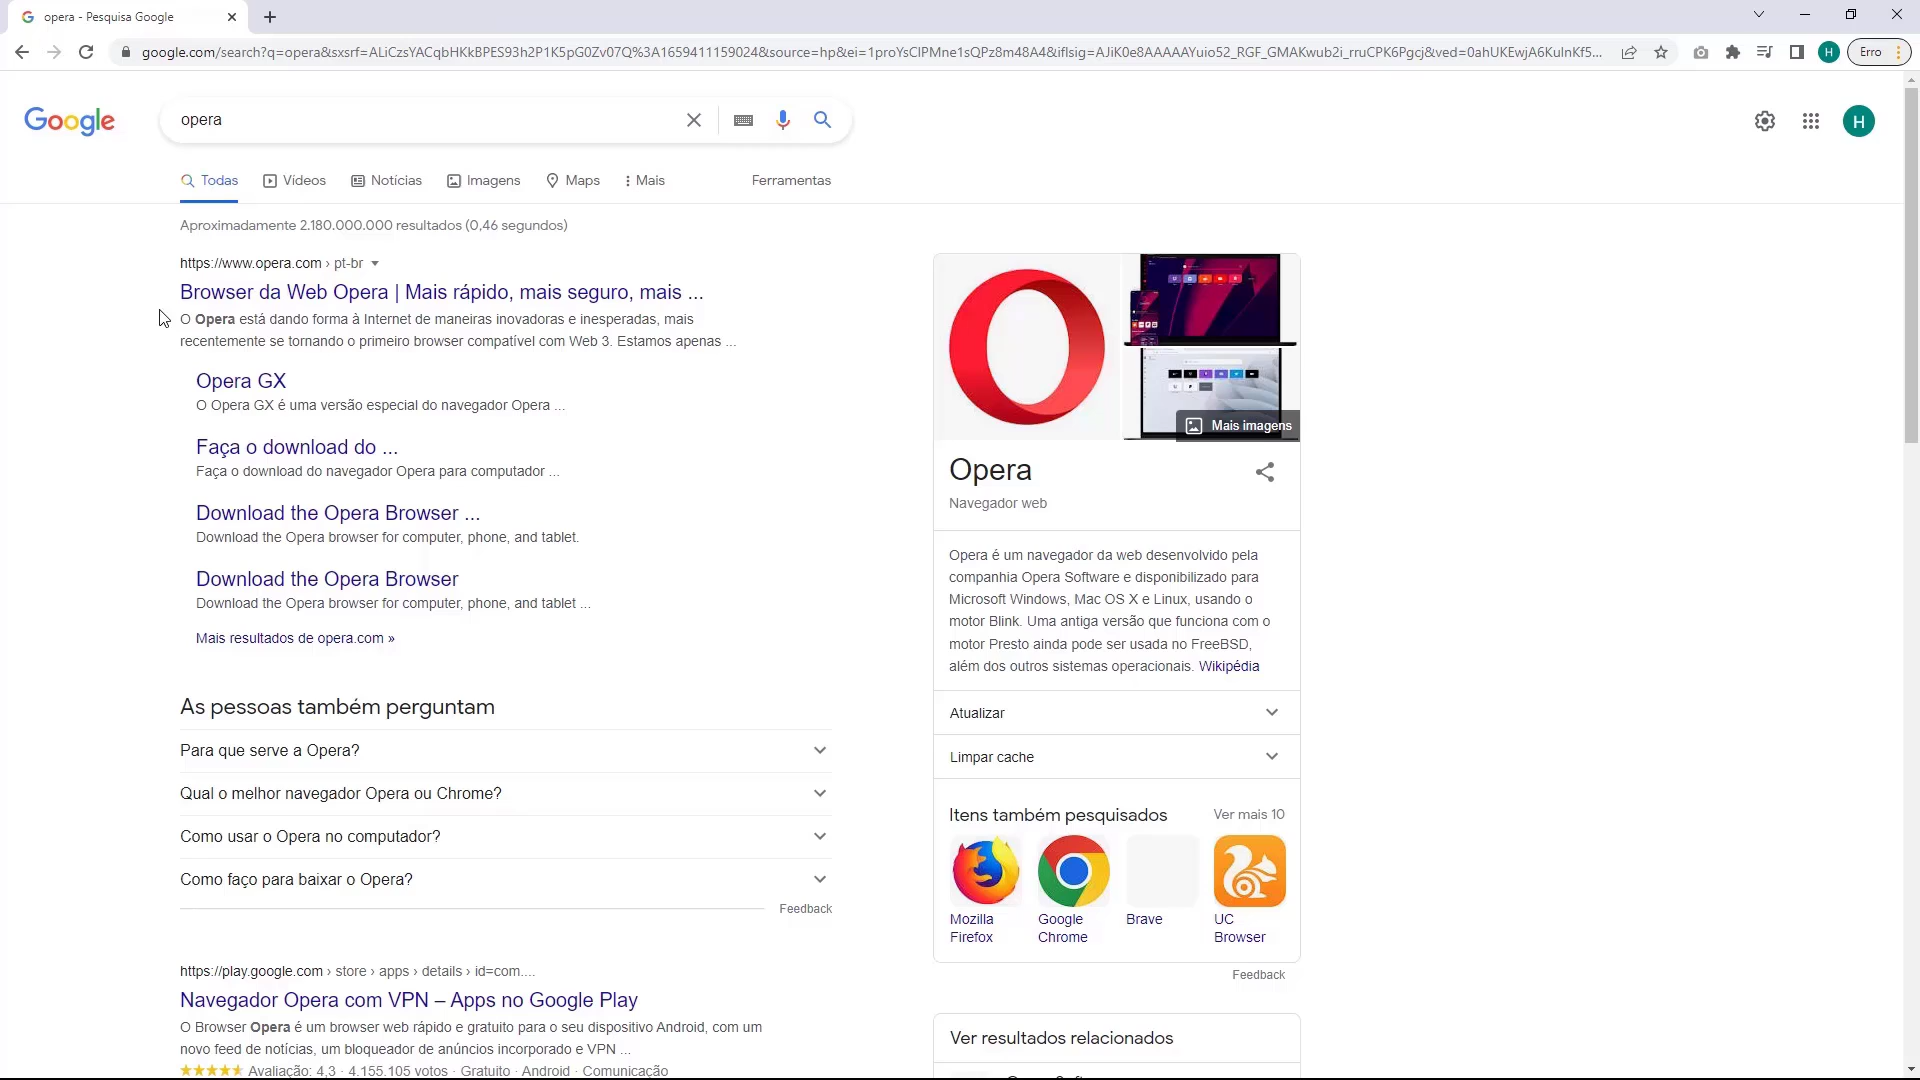 opera - Pesquisa Google
google.com/search?q=opera&sxsrf=ALiCzsYACqbHKkBPES93h2P1K5pG0Zv07Q%3A1659411159024&source=hp&ei=1proYsClPMne1sQPz8m48A4&iflsig=AJiK0e8AAAAAYuio52_RGF_GMAKwub2i_rruCPK6Pgcj&ved=0ahUKEwjA6KulnKf5...
H
Erro
Google
opera
H
Todas
Vídeos
Notícias
Imagens
Maps
Mais
Ferramentas
Aproximadamente 2.180.000.000 resultados (0,46 segundos)
https://www.opera.com › pt-br
Browser da Web Opera | Mais rápido, mais seguro, mais ...
O Opera está dando forma à Internet de maneiras inovadoras e inesperadas, mais
recentemente se tornando o primeiro browser compatível com Web 3. Estamos apenas ...
Opera GX
O Opera GX é uma versão especial do navegador Opera ...
Faça o download do ...
Faça o download do navegador Opera para computador ...
Download the Opera Browser ...
Download the Opera browser for computer, phone, and tablet.
Download the Opera Browser
Download the Opera browser for computer, phone, and tablet ...
Mais resultados de opera.com »
As pessoas também perguntam
Para que serve a Opera?
Qual o melhor navegador Opera ou Chrome?
Como usar o Opera no computador?
Como faço para baixar o Opera?
Feedback
https://play.google.com › store › apps › details › id=com....
Navegador Opera com VPN – Apps no Google Play
O Browser Opera é um browser web rápido e gratuito para o seu dispositivo Android, com um
novo feed de notícias, um bloqueador de anúncios incorporado e VPN ...
Avaliação: 4,3 · 4.155.105 votos · Gratuito · Android · Comunicação
Mais imagens
Opera
Navegador web
Opera é um navegador da web desenvolvido pela
companhia Opera Software e disponibilizado para
Microsoft Windows, Mac OS X e Linux, usando o
motor Blink. Uma antiga versão que funciona com o
motor Presto ainda pode ser usada no FreeBSD,
além dos outros sistemas operacionais. Wikipédia
Atualizar
Limpar cache
Itens também pesquisados
Ver mais 10
Mozilla
Firefox
Google
Chrome
Brave
UC
Browser
Feedback
Ver resultados relacionados